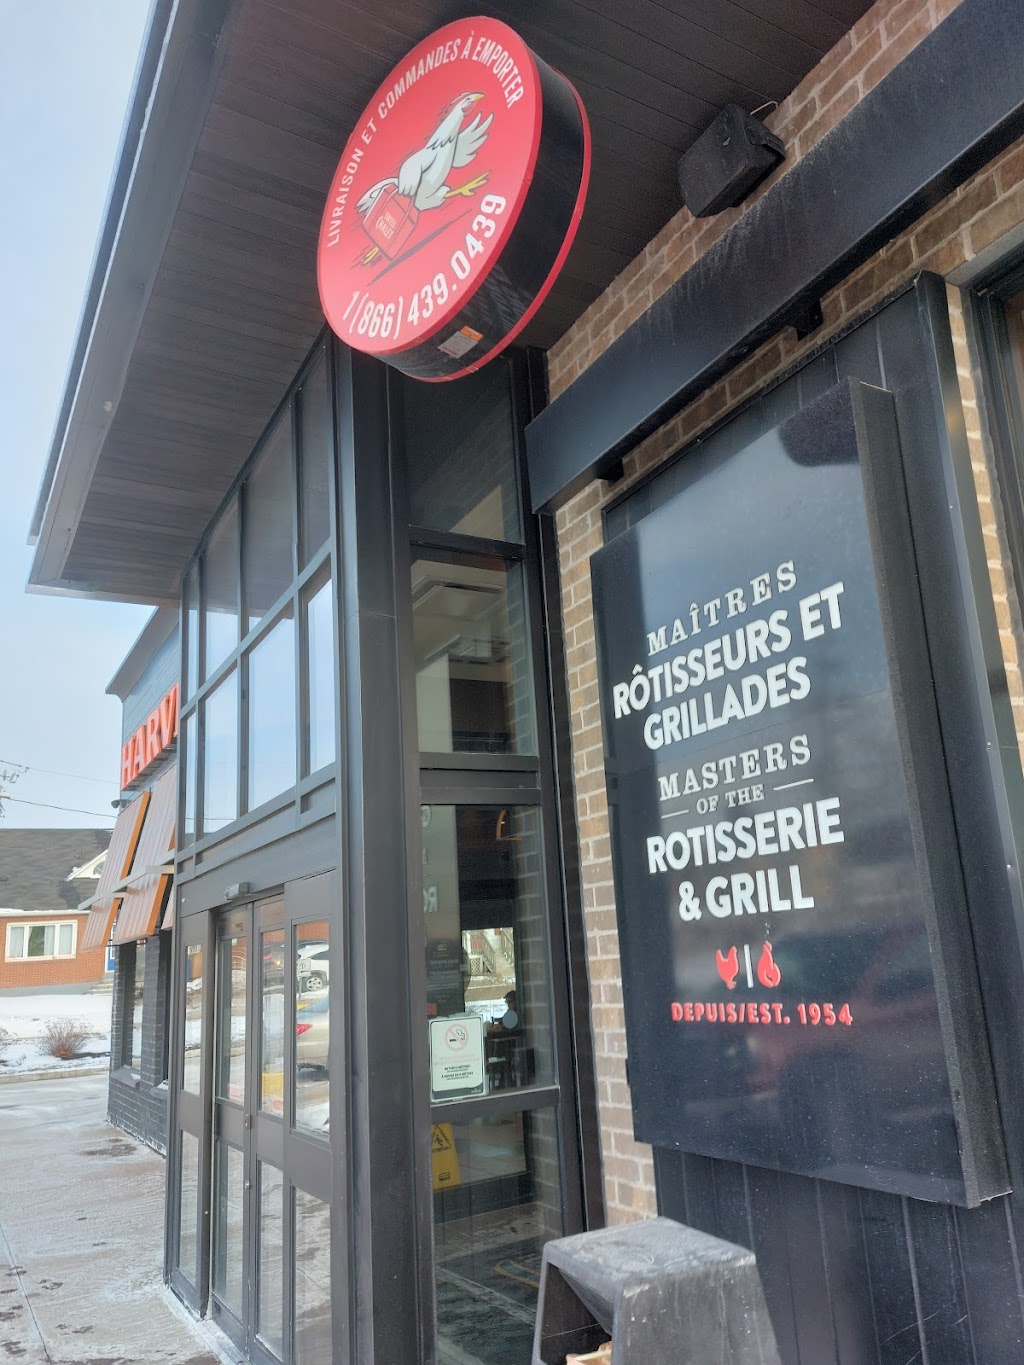 LIVRAISON ET COMMANDES À EMPORTER
CHALET
1 (866) 439.0439
HARV
MAÎTRES
RÔTISSEURS ET
GRILLADES
MASTERS
OF THE
ROTISSERIE
& GRILL
DEPUIS/EST. 1954